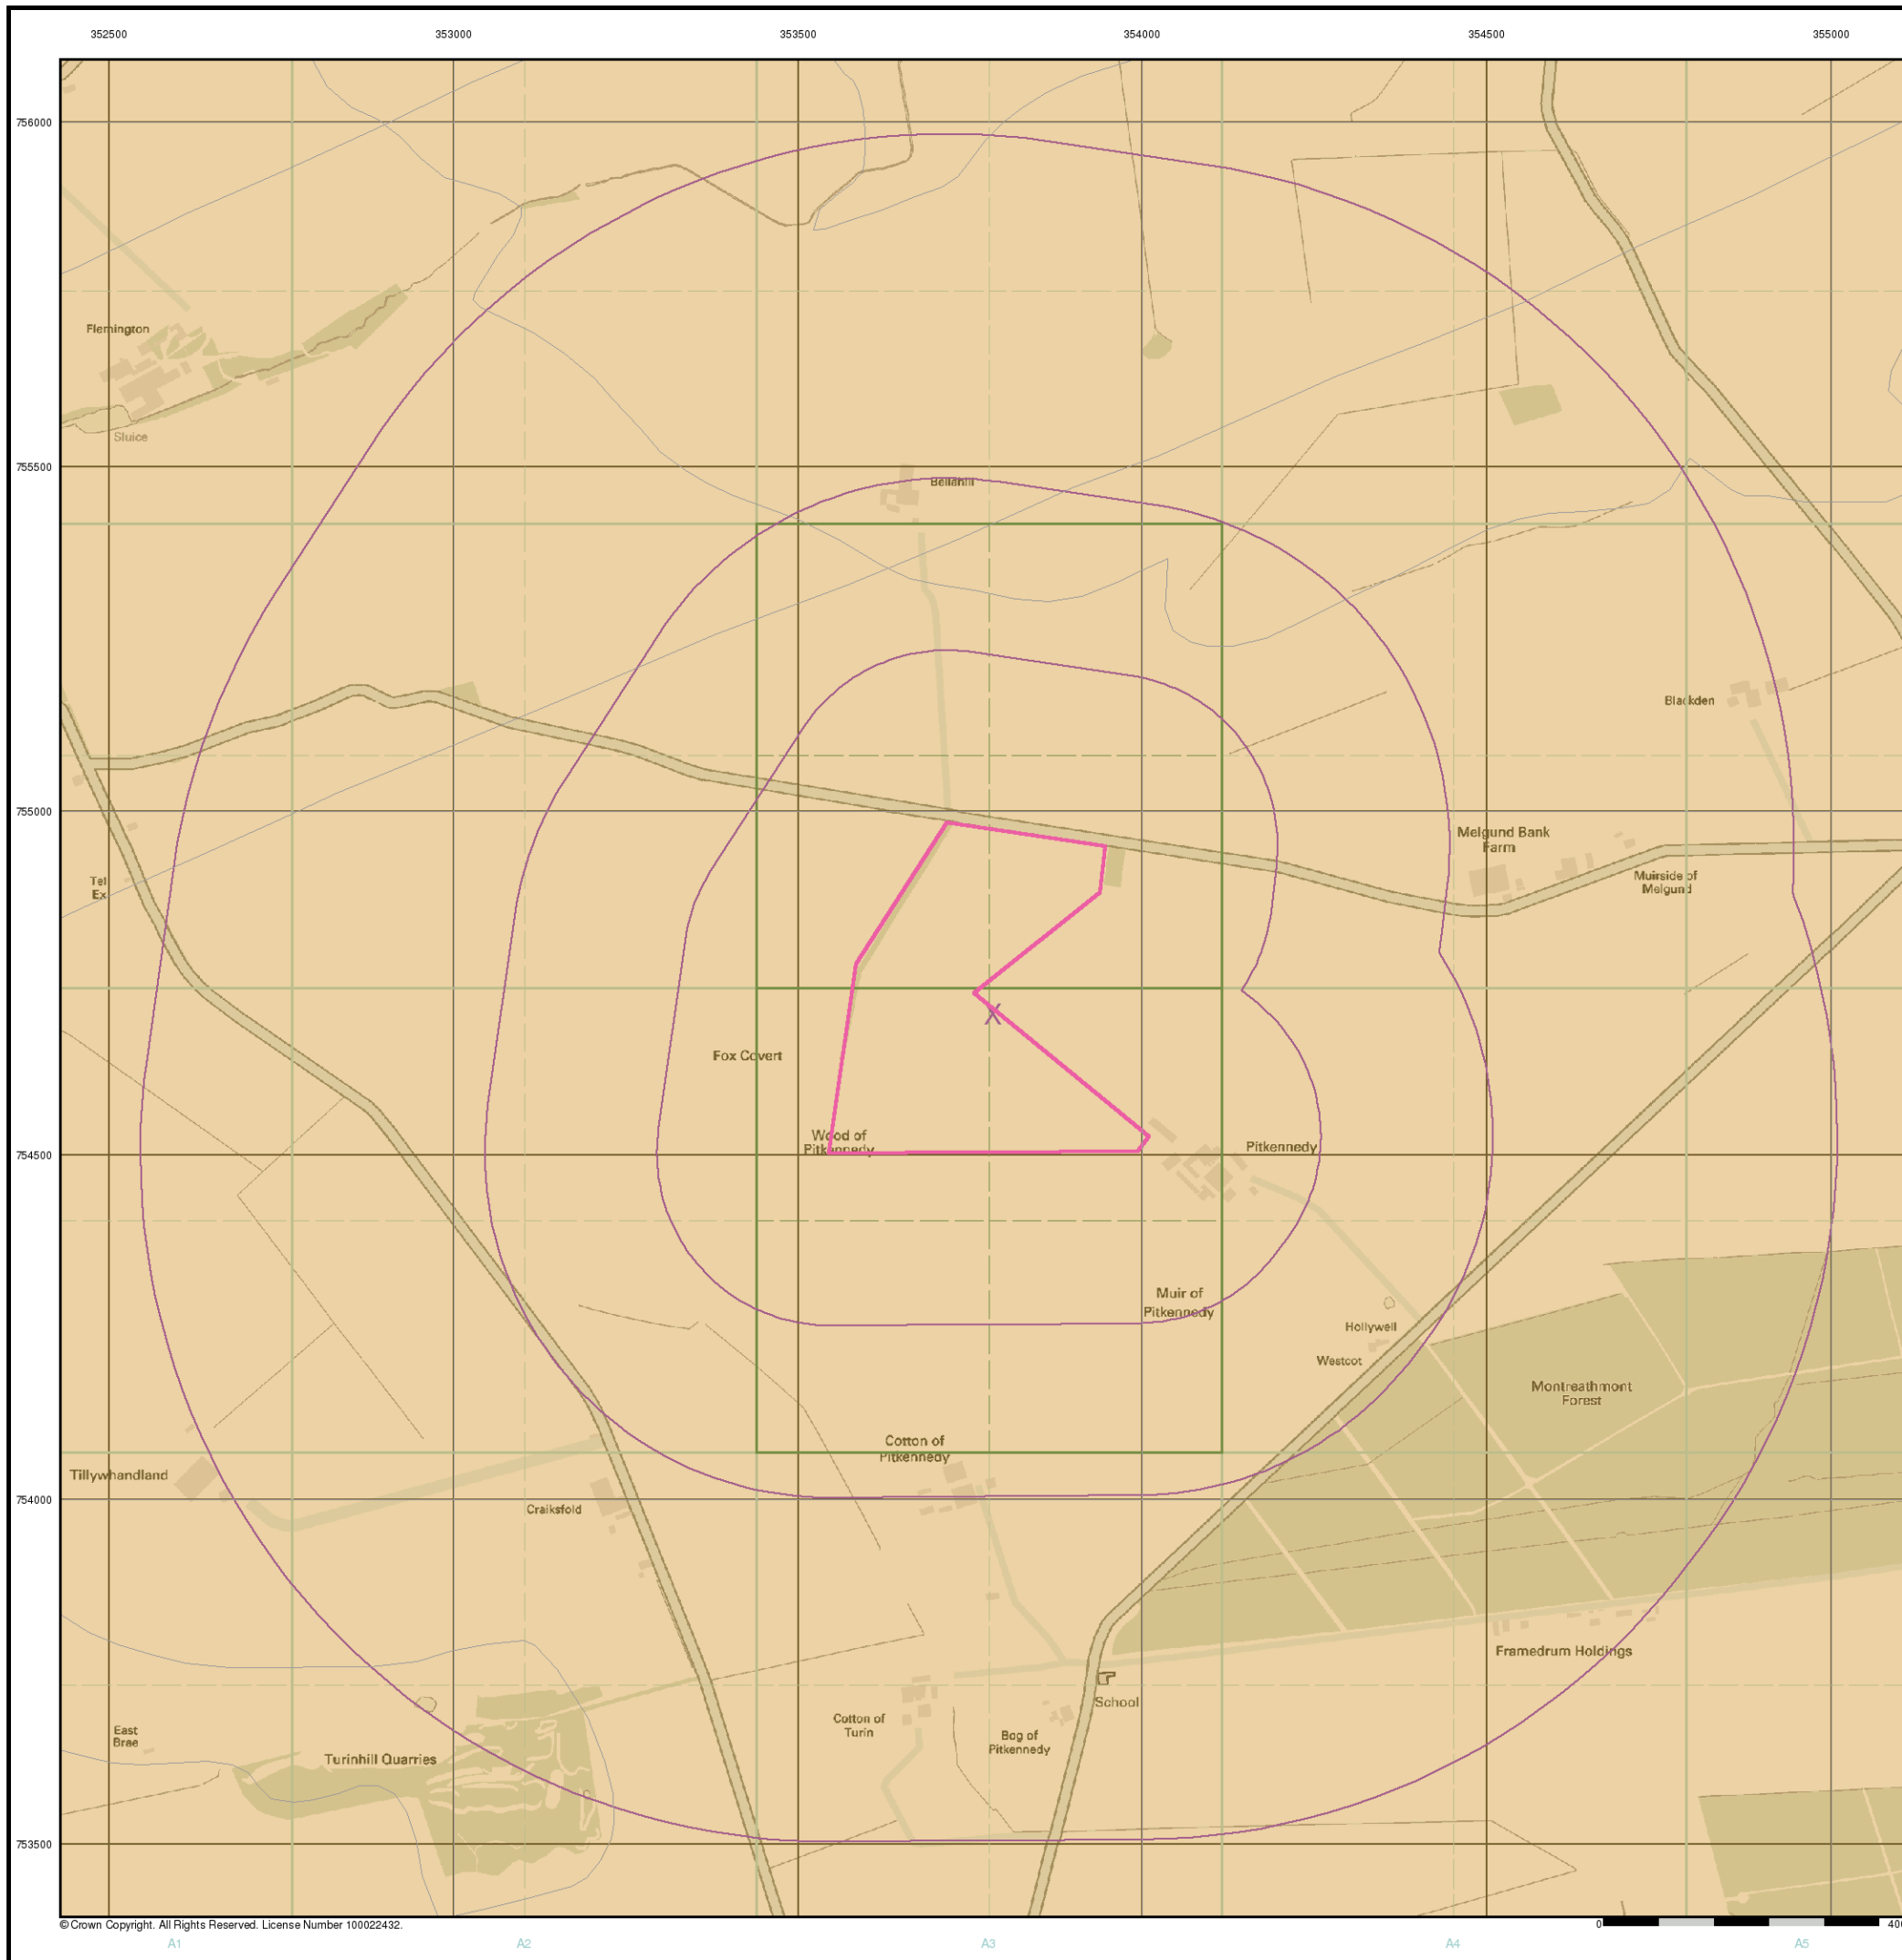 352500 353000 353500 354000 354500 355000
756000
Flemington
Sluice
755500
Bellahill
Blackden
755000
Melgund Bank
Farm
Tel
Ex
Muirside of
Melgund
Fox Covert
X
Wood of
Pitkennedy
Pitkennedy
754500
Muir of
Pitkennedy
Hollywell
Westcot
Montreathmont
Forest
Cotton of
Pitkennedy
Tillywhandland
754000
Craiksfold
Framedrum Holdings
School
Cotton of
Turin
Bog of
Pitkennedy
East
Brae
Turinhill Quarries
753500
© Crown Copyright. All Rights Reserved. License Number 100022432.
0
A1 A2 A3 A4 A5